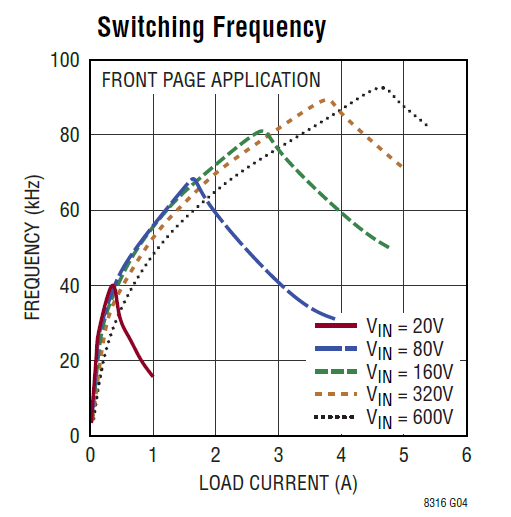 Switching Frequency
FRONT PAGE APPLICATION
100
80
60
40
20
0
FREQUENCY (kHz)
VIN = 20V
VIN = 80V
VIN = 160V
VIN = 320V
VIN = 600V
0 1 2 3 4 5 6
LOAD CURRENT (A)
8316 G04